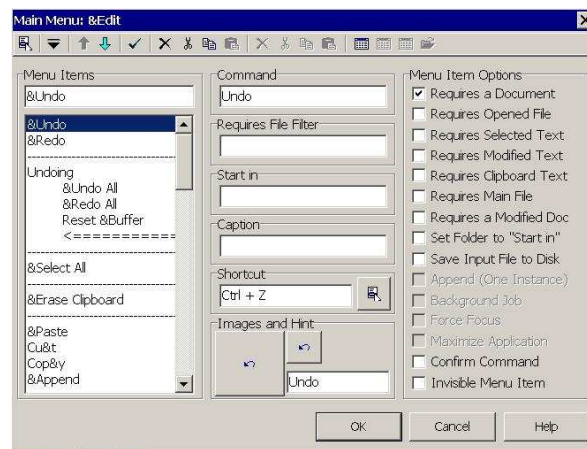 Main Menu: &Edit
Menu Items
&Undo
&Undo
&Redo
Undoing
&Undo All
&Redo All
Reset &Buffer
<===========
&Select All
&Erase Clipboard
&Paste
Cu&t
Cop&y
&Append
Command
Undo
Requires File Filter
Start in
Caption
Shortcut
Ctrl + Z
Images and Hint
Undo
Menu Item Options
Requires a Document
Requires Opened File
Requires Selected Text
Requires Modified Text
Requires Clipboard Text
Requires Main File
Requires a Modified Doc
Set Folder to "Start in"
Save Input File to Disk
Append (One Instance)
Background Job
Force Focus
Maximize Application
Confirm Command
Invisible Menu Item
OK
Cancel
Help